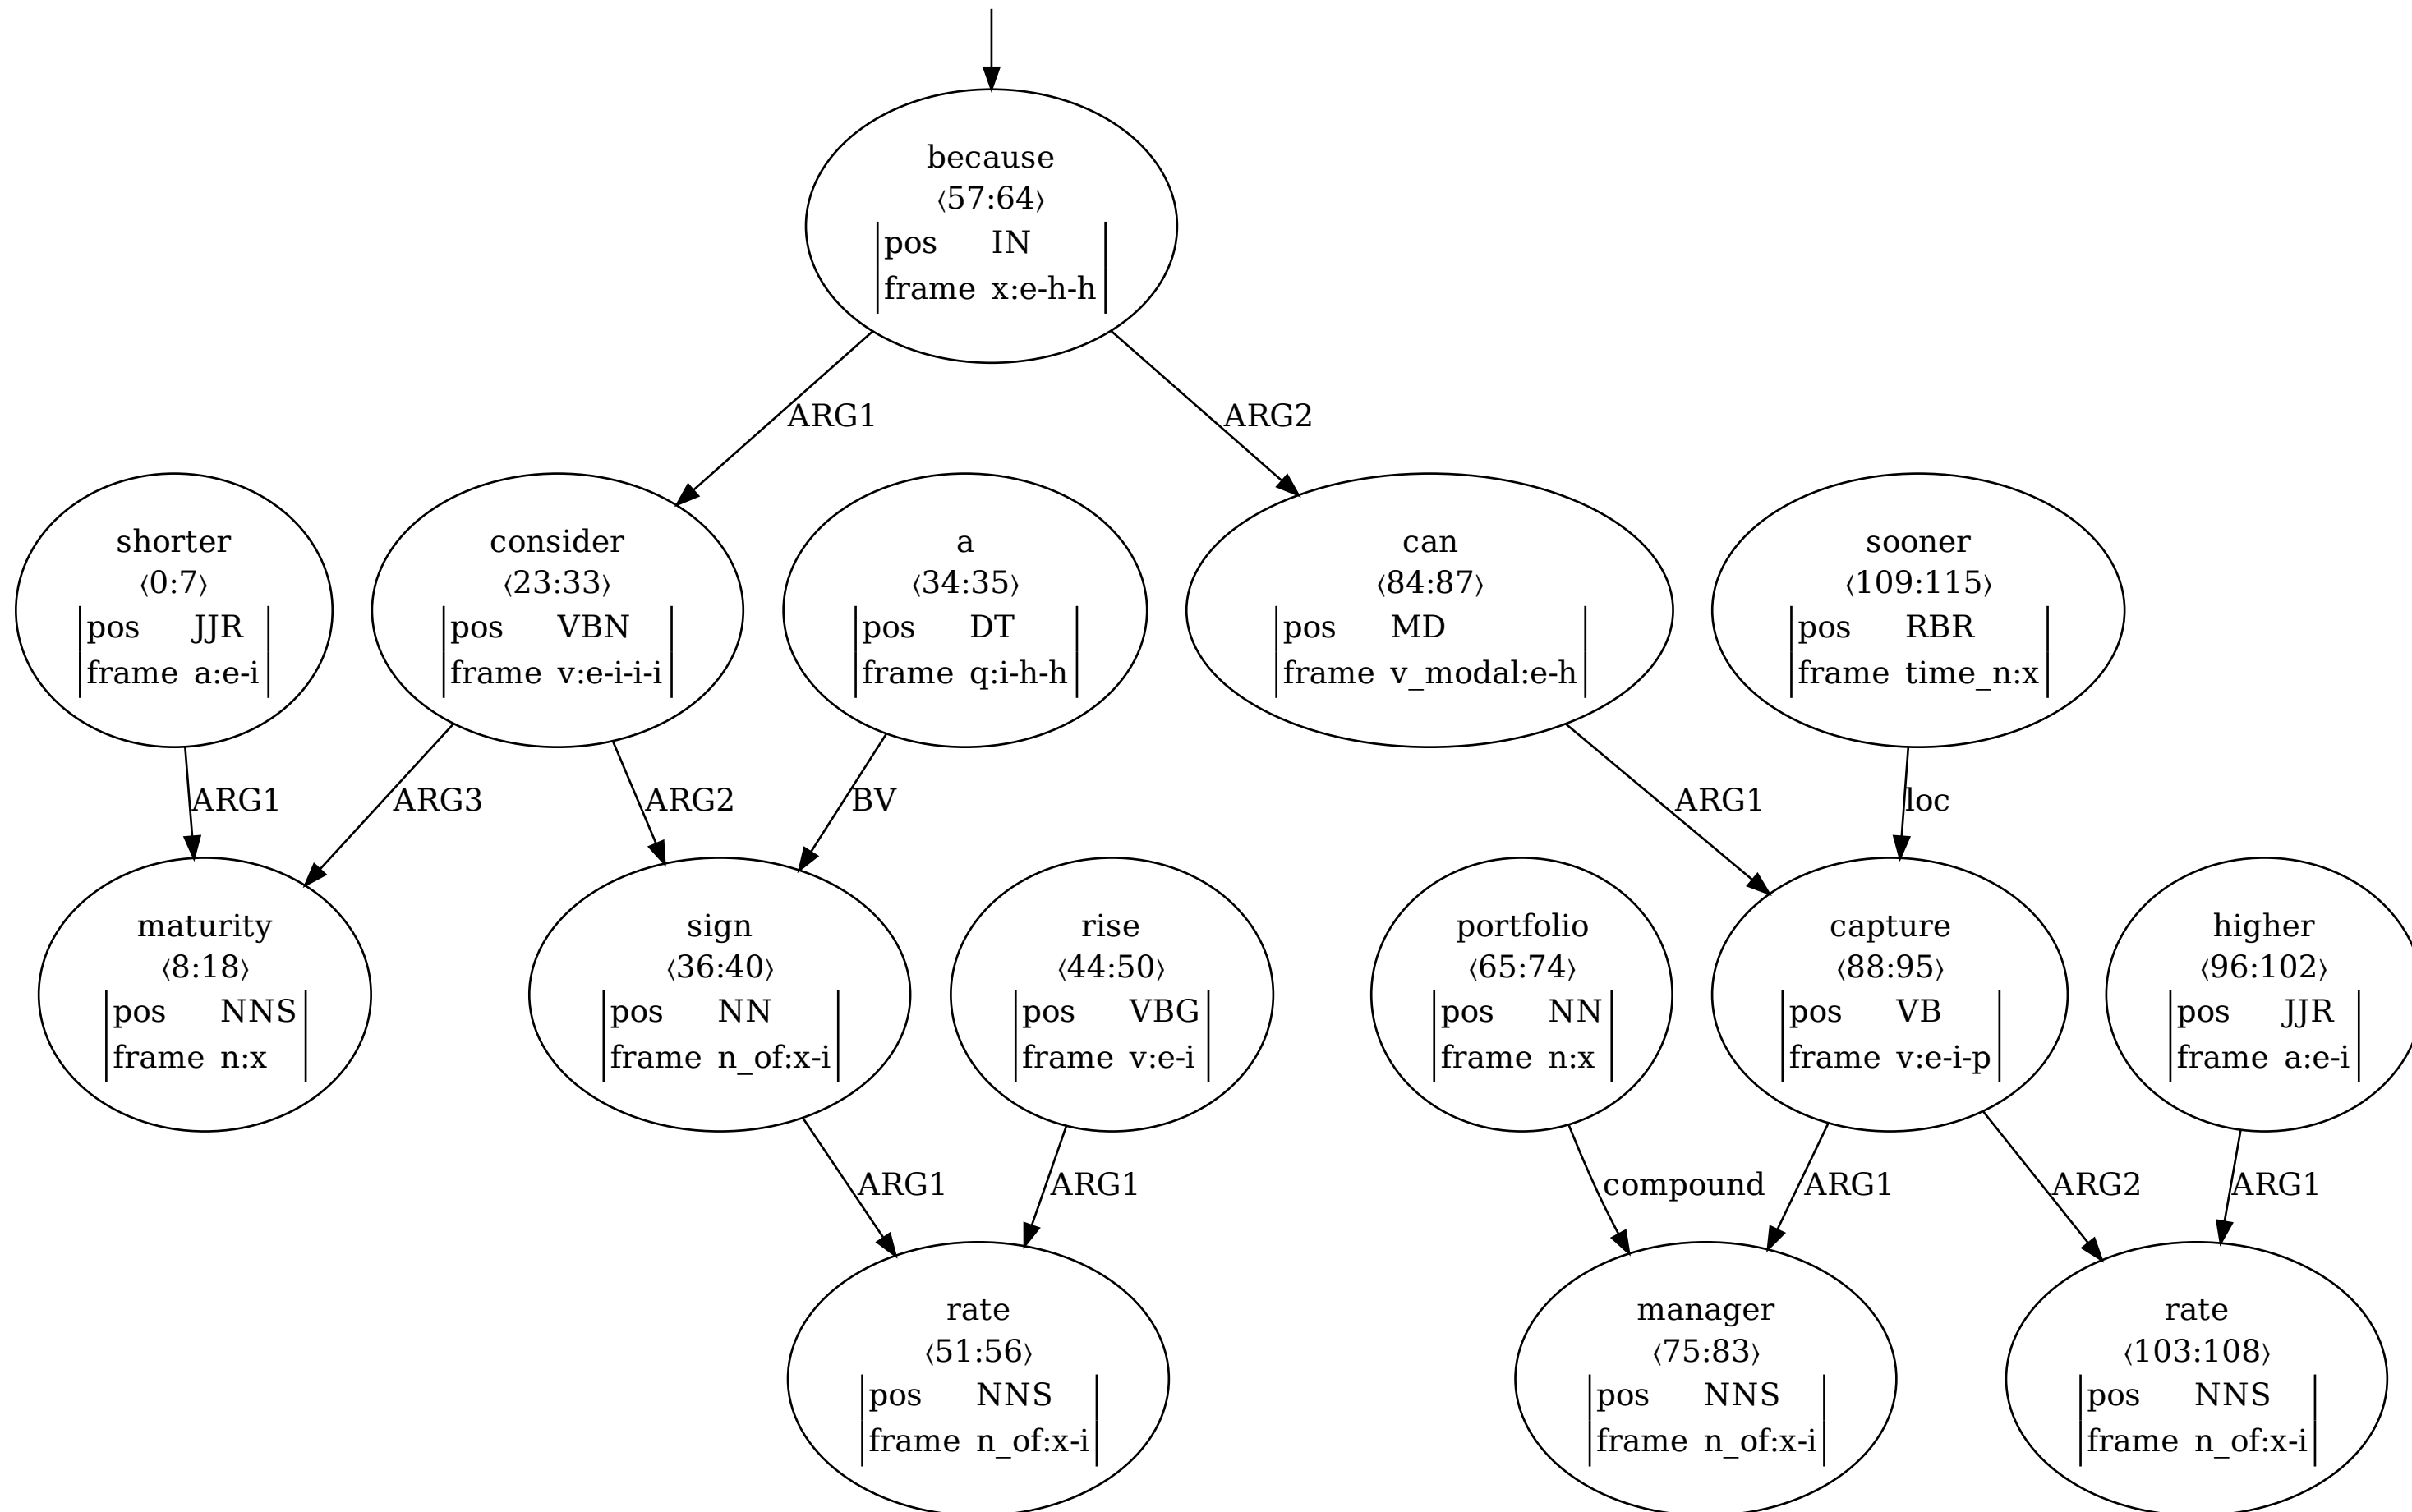 because
⟨57:64⟩
pos IN
frame x:e-h-h
ARG1
ARG2
shorter
⟨0:7⟩
pos JJR
frame a:e-i
consider
⟨23:33⟩
pos VBN
frame v:e-i-i-i
a
⟨34:35⟩
pos DT
frame q:i-h-h
can
⟨84:87⟩
pos MD
frame v_modal:e-h
sooner
⟨109:115⟩
pos RBR
frame time_n:x
ARG1
ARG3
ARG2
BV
ARG1
loc
maturity
⟨8:18⟩
pos NNS
frame n:x
sign
⟨36:40⟩
pos NN
frame n_of:x-i
rise
⟨44:50⟩
pos VBG
frame v:e-i
portfolio
⟨65:74⟩
pos NN
frame n:x
capture
⟨88:95⟩
pos VB
frame v:e-i-p
higher
⟨96:102⟩
pos JJR
frame a:e-i
ARG1
ARG1
compound
ARG1
ARG2
ARG1
rate
⟨51:56⟩
pos NNS
frame n_of:x-i
manager
⟨75:83⟩
pos NNS
frame n_of:x-i
rate
⟨103:108⟩
pos NNS
frame n_of:x-i